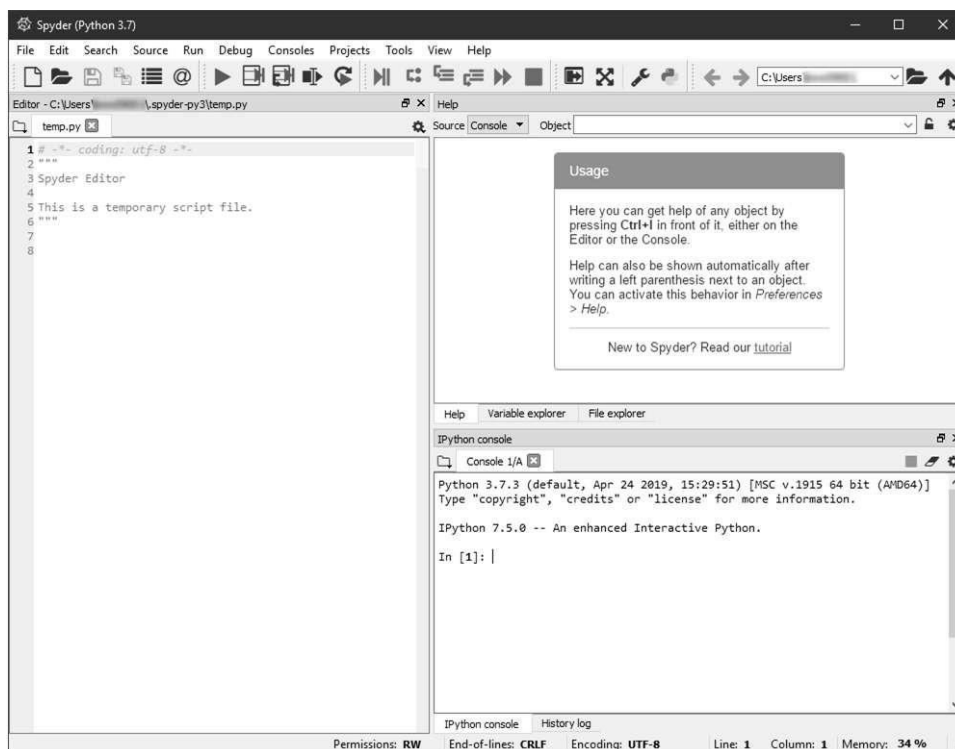 Spyder (Python 3.7)
File Edit Search Source Run Debug Consoles Projects Tools View Help
C:\Users
Editor - C:\Users\ \.spyder-py3\temp.py
temp.py
1 # -*- coding: utf-8 -*-
2 """
3 Spyder Editor
4
5 This is a temporary script file.
6 """
7
8
Help
Source Console Object
Usage
Here you can get help of any object by
pressing Ctrl+I in front of it, either on the
Editor or the Console.
Help can also be shown automatically after
writing a left parenthesis next to an object.
You can activate this behavior in Preferences
> Help.
New to Spyder? Read our tutorial
Help Variable explorer File explorer
IPython console
Console 1/A
Python 3.7.3 (default, Apr 24 2019, 15:29:51) [MSC v.1915 64 bit (AMD64)]
Type "copyright", "credits" or "license" for more information.
IPython 7.5.0 -- An enhanced Interactive Python.
In [1]:
IPython console History log
Permissions: RW End-of-lines: CRLF Encoding: UTF-8 Line: 1 Column: 1 Memory: 34 %